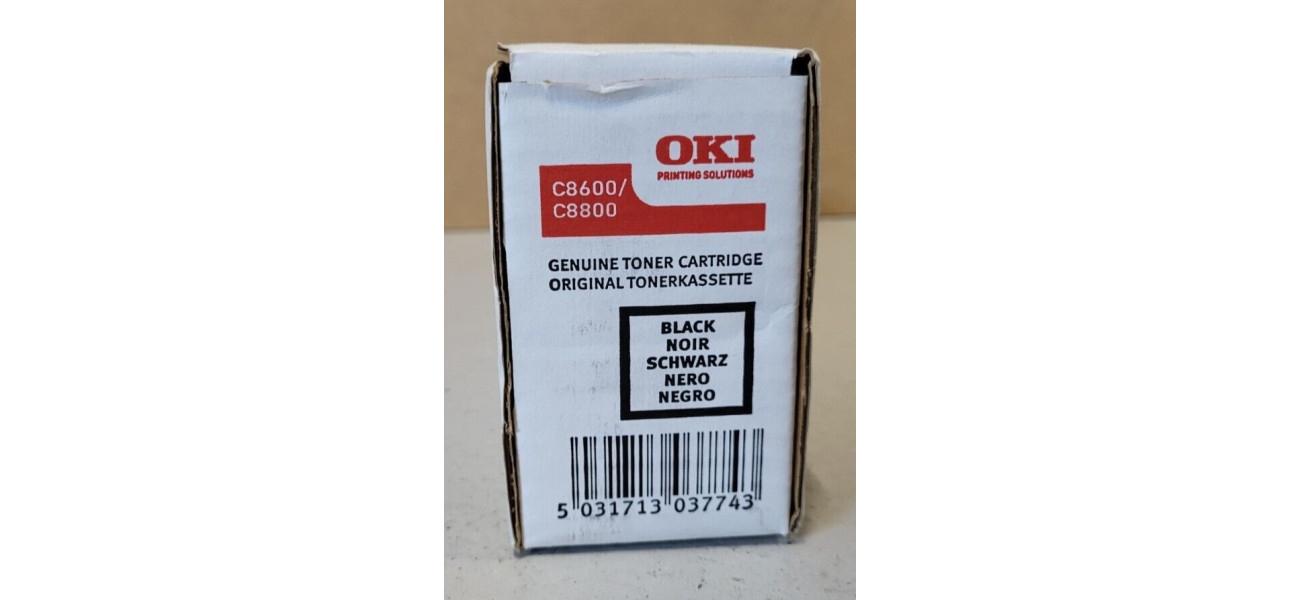 OKI
PRINTING SOLUTIONS
C8600/
C8800
GENUINE TONER CARTRIDGE
ORIGINAL TONERKASSETTE
BLACK
NOIR
SCHWARZ
NERO
NEGRO
5 031713 037743